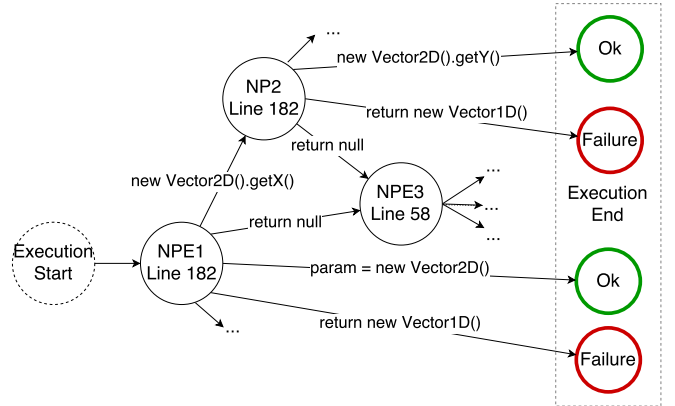 ...
new Vector2D().getY()
Ok
NP2
Line 182
return new Vector1D()
Failure
return null
...
new Vector2D().getX()
NPE3
Line 58
...
Execution
End
return null
...
Execution
Start
NPE1
Line 182
param = new Vector2D()
Ok
return new Vector1D()
...
Failure